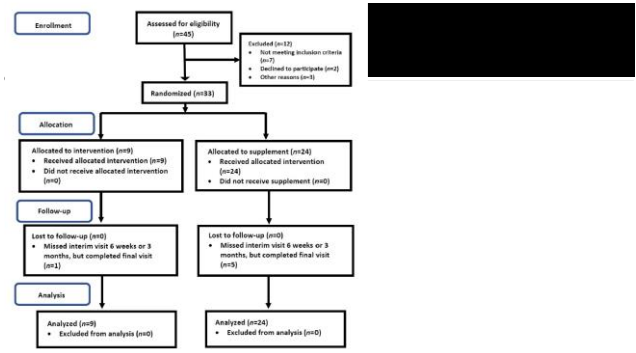 Enrollment
Assessed for eligibility
(n=45)
Excluded (n=12)
• Not meeting inclusion criteria
(n=7)
• Declined to participate (n=2)
• Other reasons (n=3)
Randomized (n=33)
Allocation
Allocated to intervention (n=9)
• Received allocated intervention (n=9)
• Did not receive allocated intervention
(n=0)
Allocated to supplement (n=24)
• Received allocated intervention
(n=24)
• Did not receive supplement (n=0)
Follow-up
Lost to follow-up (n=0)
• Missed interim visit 6 weeks or 3
months, but completed final visit
(n=1)
Lost to follow-up (n=0)
• Missed interim visit 6 weeks or 3
months, but completed final visit
(n=5)
Analysis
Analyzed (n=9)
• Excluded from analysis (n=0)
Analyzed (n=24)
• Excluded from analysis (n=0)